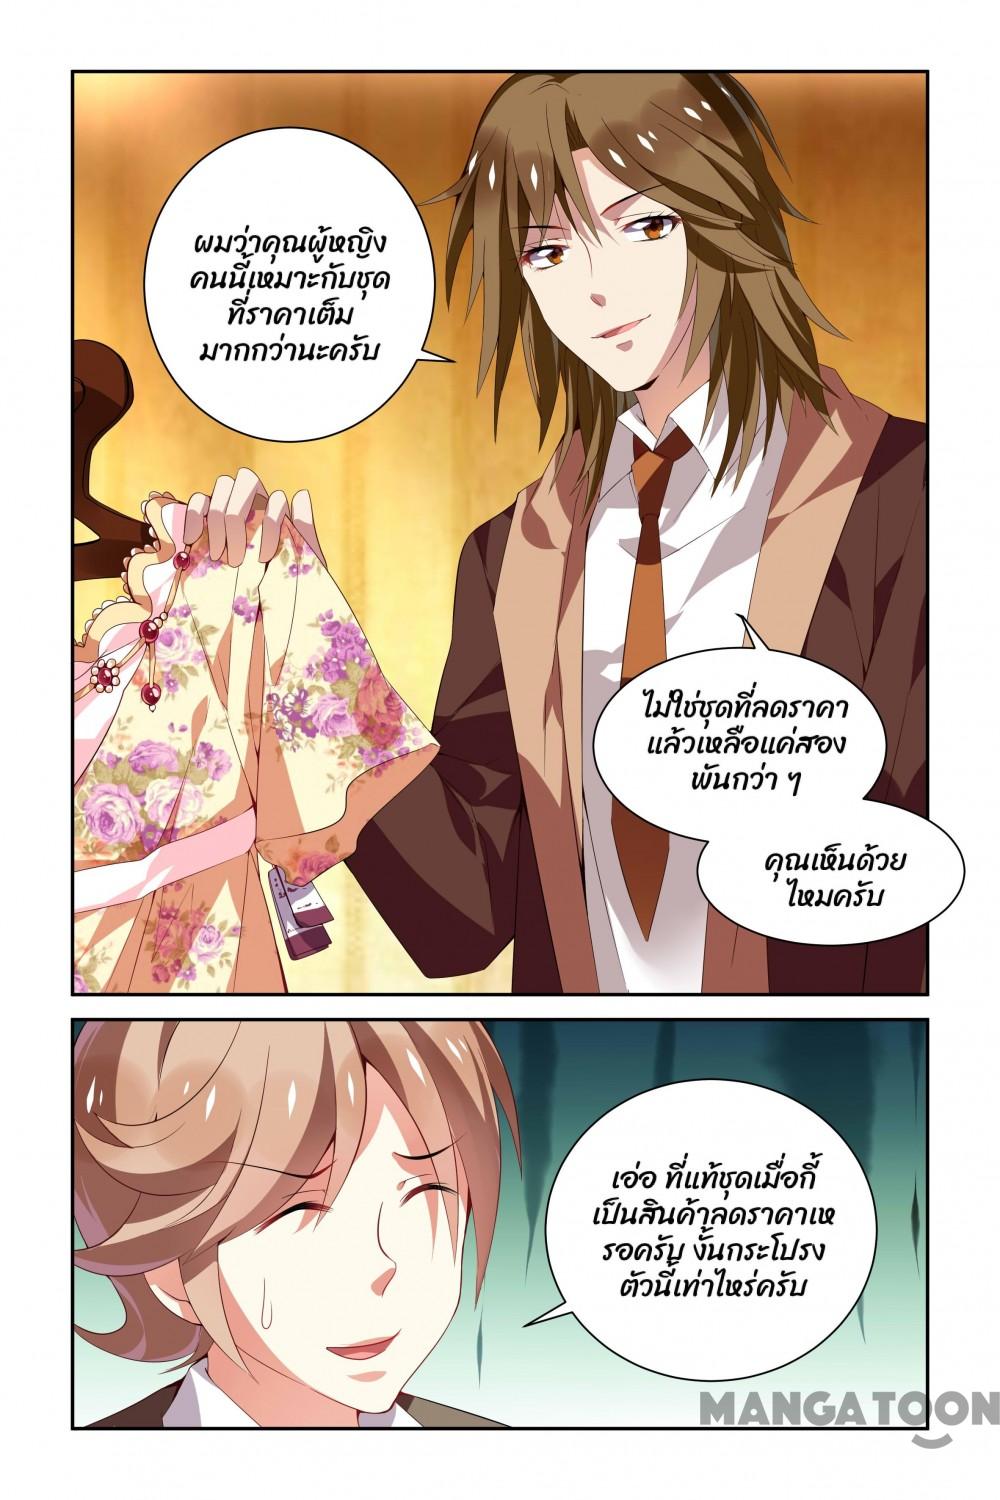 ผมว่าคุณผู้หญิง
คนนี้เหมาะกับชุด
ที่ราคาเต็ม
มากกว่านะครับ
ไม่ใช่ชุดที่ลดราคา
แล้วเหลือแค่สอง
พันกว่า ๆ
คุณเห็นด้วย
ไหมครับ
เอ่อ ที่แท้ชุดเมื่อกี้
เป็นสินค้าลดราคาเห
รอครับ งั้นกระโปรง
ตัวนี้เท่าไหร่ครับ
MANGATOON